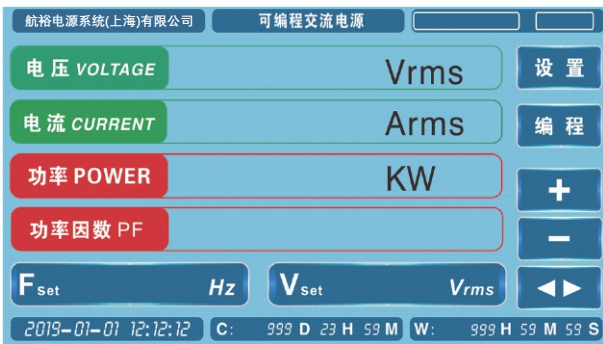 航裕电源系统(上海)有限公司 可编程交流电源
电压 VOLTAGE Vrms 设置
电流 CURRENT Arms 编程
功率 POWER KW +
功率因数 PF −
Fset Hz Vset Vrms ◀▶
2019-01-01 12:12:12 C: 999 D 23 H 59 M W: 999 H 59 M 59 S